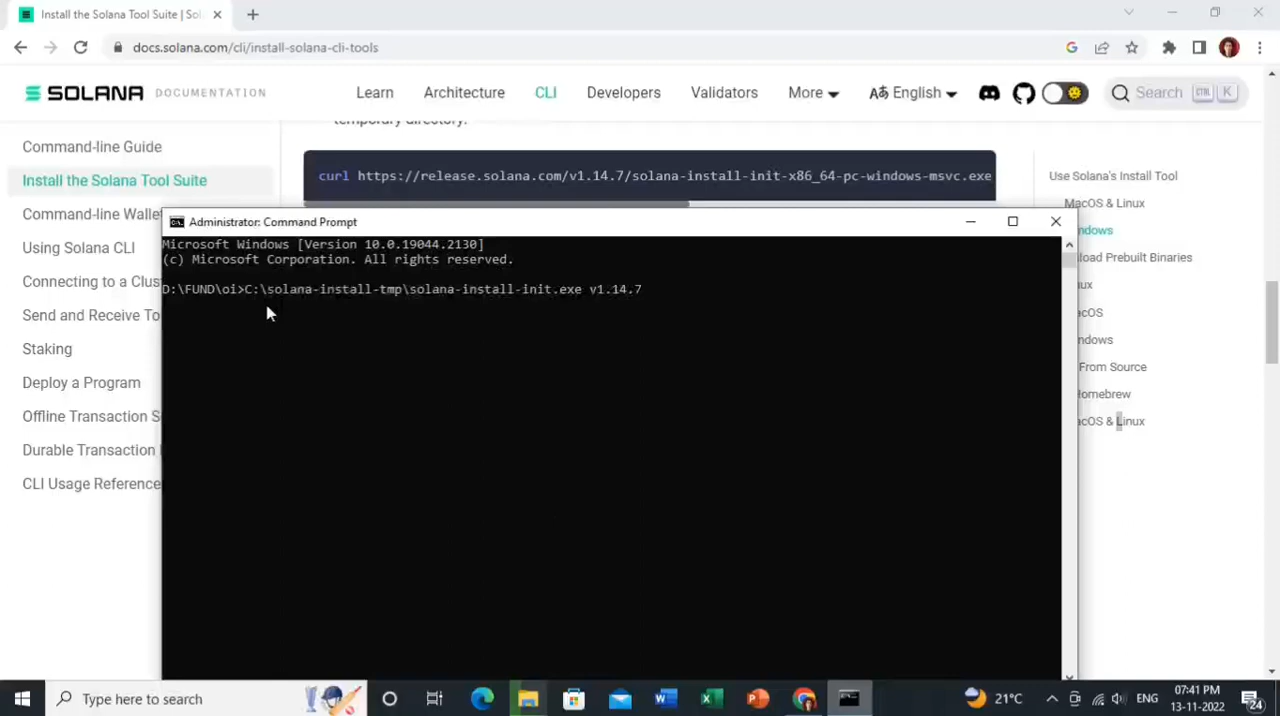 Install the Solana Tool Suite | Sol
docs.solana.com/cli/install-solana-cli-tools
SOLANA DOCUMENTATION
Learn
Architecture
CLI
Developers
Validators
More
English
Search CTRL K
temporary directory.
curl https://release.solana.com/v1.14.7/solana-install-init-x86_64-pc-windows-msvc.exe
Command-line Guide
Install the Solana Tool Suite
Command-line Walle
Using Solana CLI
Connecting to a Clus
Send and Receive To
Staking
Deploy a Program
Offline Transaction S
Durable Transaction
CLI Usage Reference
Administrator: Command Prompt
Microsoft Windows [Version 10.0.19044.2130]
(c) Microsoft Corporation. All rights reserved.
D:\FUND\oi>C:\solana-install-tmp\solana-install-init.exe v1.14.7
Use Solana's Install Tool
MacOS & Linux
ndows
load Prebuilt Binaries
ux
acOS
ndows
From Source
Homebrew
acOS & Linux
Type here to search
21°C
ENG
07:41 PM
13-11-2022
24